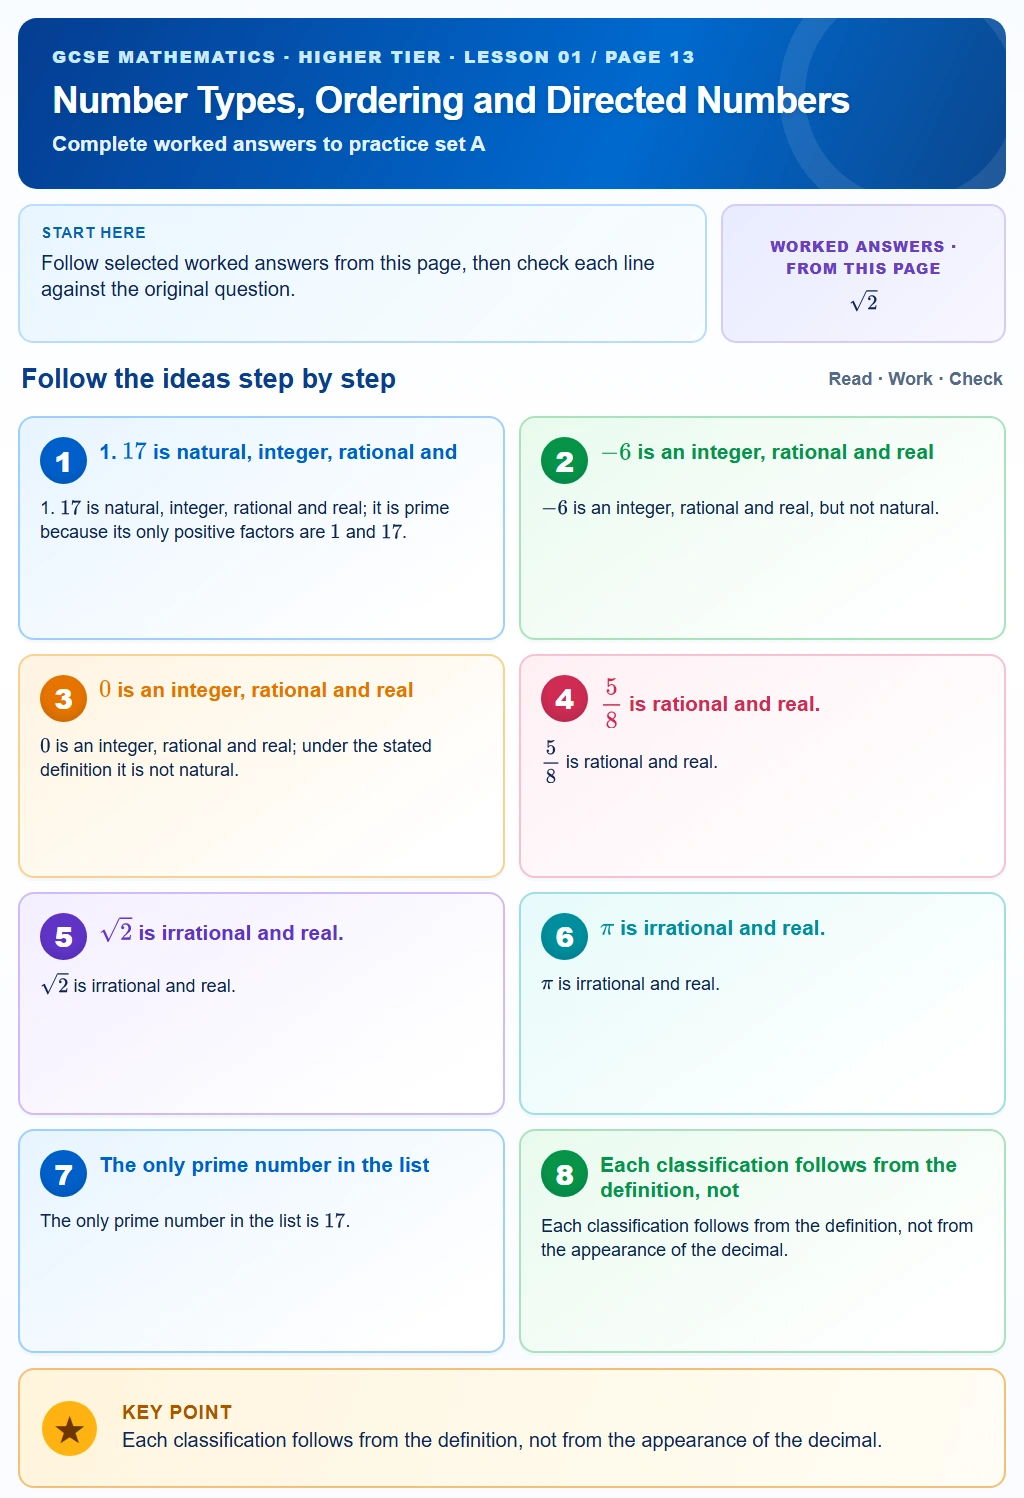 GCSE MATHEMATICS · HIGHER TIER · LESSON 01 / PAGE 13
Number Types, Ordering and Directed Numbers
Complete worked answers to practice set A
START HERE
Follow selected worked answers from this page, then check each line
against the original question.
WORKED ANSWERS ·
FROM THIS PAGE
√2
Follow the ideas step by step
Read · Work · Check
1
1. 17 is natural, integer, rational and
1. 17 is natural, integer, rational and real; it is prime
because its only positive factors are 1 and 17.
2
−6 is an integer, rational and real
−6 is an integer, rational and real, but not natural.
3
0 is an integer, rational and real
0 is an integer, rational and real; under the stated
definition it is not natural.
4
5/8 is rational and real.
5/8 is rational and real.
5
√2 is irrational and real.
√2 is irrational and real.
6
π is irrational and real.
π is irrational and real.
7
The only prime number in the list
The only prime number in the list is 17.
8
Each classification follows from the
definition, not
Each classification follows from the definition, not from
the appearance of the decimal.
KEY POINT
Each classification follows from the definition, not from the appearance of the decimal.